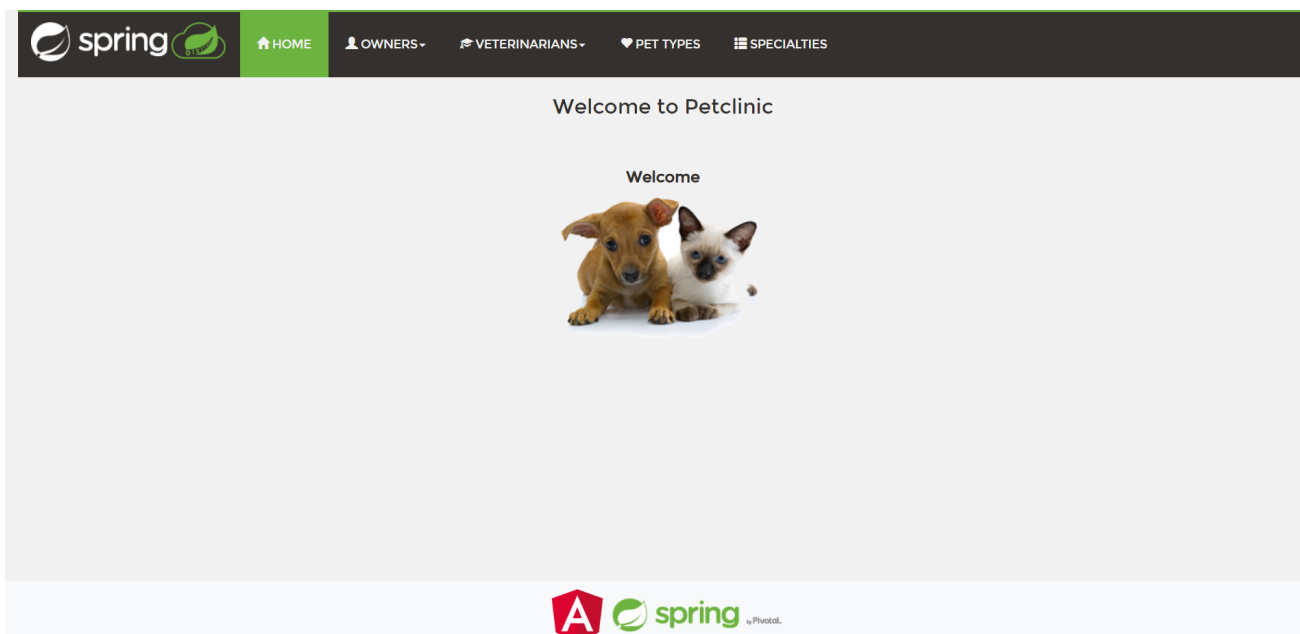 spring
HOME
OWNERS
VETERINARIANS
PET TYPES
SPECIALTIES
Welcome to Petclinic
Welcome
spring by Pivotal.